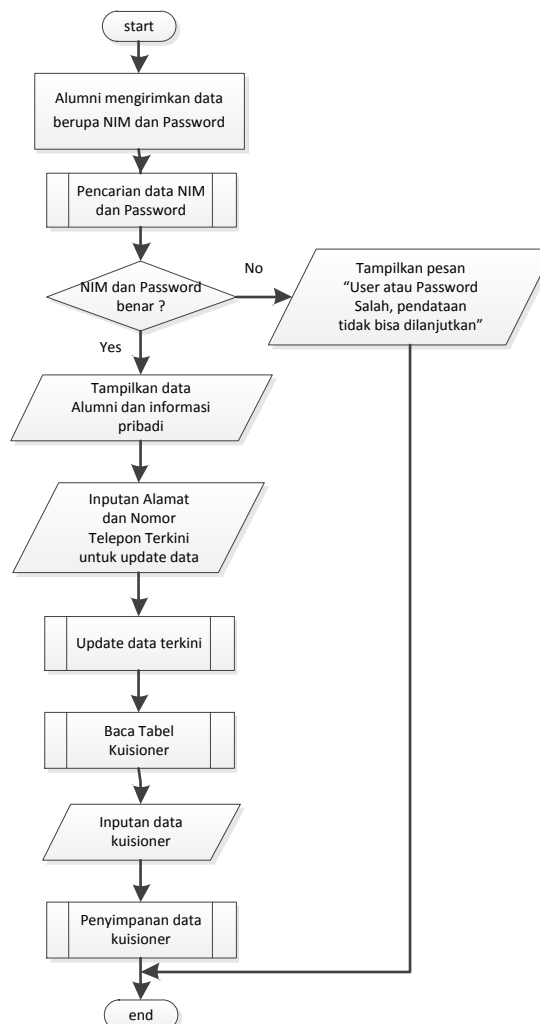 start
Alumni mengirimkan data
berupa NIM dan Password
Pencarian data NIM
dan Password
NIM dan Password
benar ?
No
Tampilkan pesan
“User atau Password
Salah, pendataan
tidak bisa dilanjutkan”
Yes
Tampilkan data
Alumni dan informasi
pribadi
Inputan Alamat
dan Nomor
Telepon Terkini
untuk update data
Update data terkini
Baca Tabel
Kuisioner
Inputan data
kuisioner
Penyimpanan data
kuisioner
end